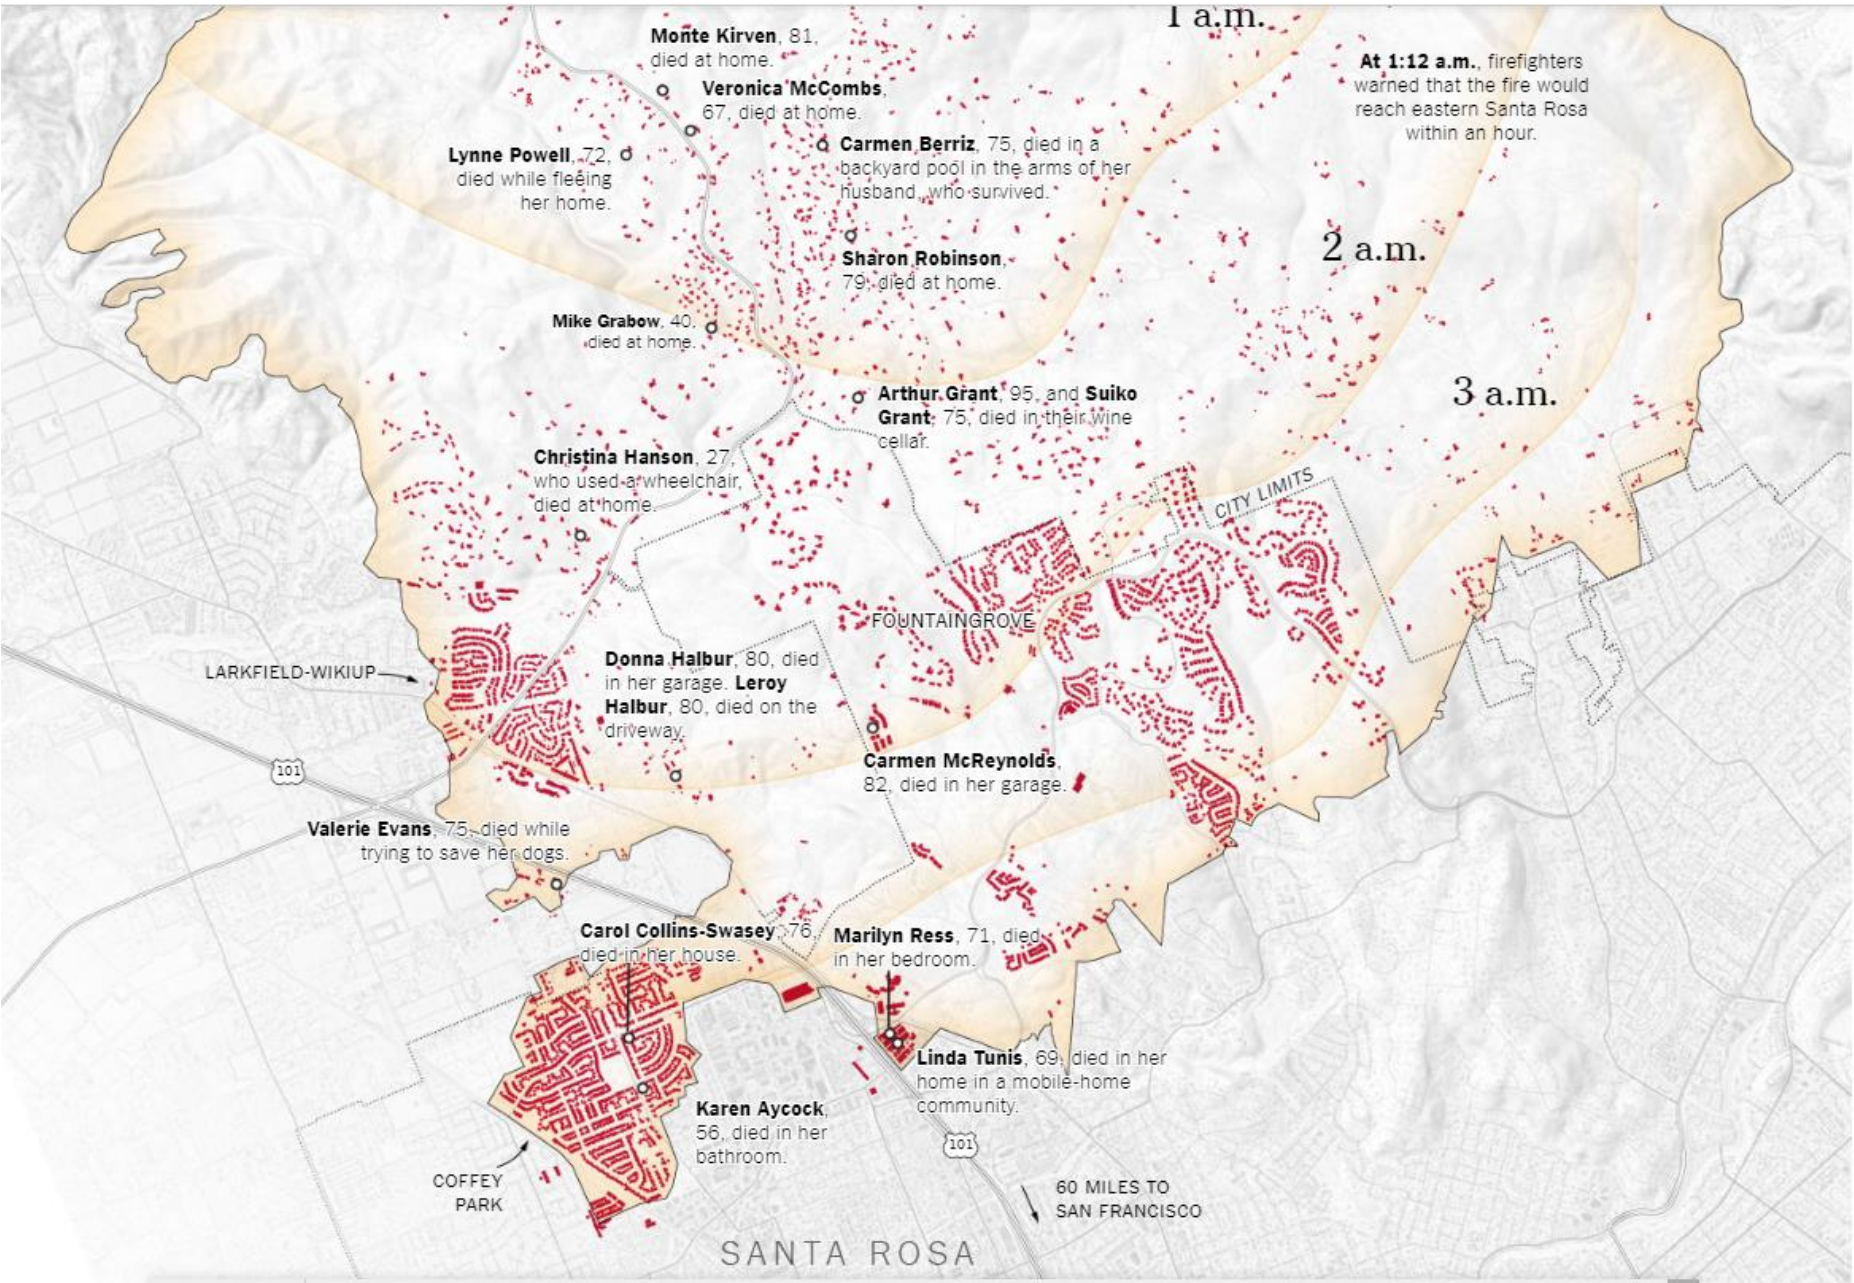 1 a.m.
Monte Kirven, 81,
died at home.
At 1:12 a.m., firefighters
warned that the fire would
reach eastern Santa Rosa
within an hour.
Veronica McCombs,
67, died at home.
Lynne Powell, 72,
died while fleeing
her home.
Carmen Berriz, 75, died in a
backyard pool in the arms of her
husband, who survived.
2 a.m.
Sharon Robinson,
79, died at home.
Mike Grabow, 40,
died at home.
3 a.m.
Arthur Grant, 95, and Suiko
Grant, 75, died in their wine
cellar.
Christina Hanson, 27,
who used a wheelchair,
died at home.
CITY LIMITS
FOUNTAINGROVE
LARKFIELD-WIKIUP
Donna Halbur, 80, died
in her garage. Leroy
Halbur, 80, died on the
driveway.
Carmen McReynolds,
82, died in her garage.
101
Valerie Evans, 75, died while
trying to save her dogs.
Carol Collins-Swasey, 76,
died in her house.
Marilyn Ress, 71, died
in her bedroom.
Linda Tunis, 69, died in her
home in a mobile-home
community.
Karen Aycock,
56, died in her
bathroom.
101
COFFEY
PARK
60 MILES TO
SAN FRANCISCO
SANTA ROSA